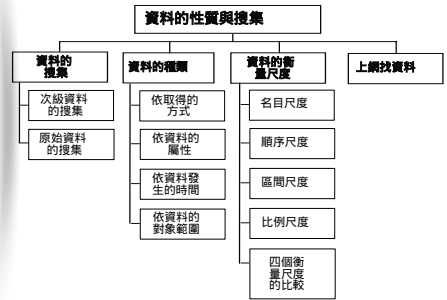 資料的性質與搜集
資料的
搜集
次級資料
的搜集
原始資料
的搜集
資料的種類
依取得的
方式
依資料的
屬性
依資料發
生的時間
依資料的
對象範圍
資料的衡
量尺度
名目尺度
順序尺度
區間尺度
比例尺度
四個衡
量尺度
的比較
上網找資料